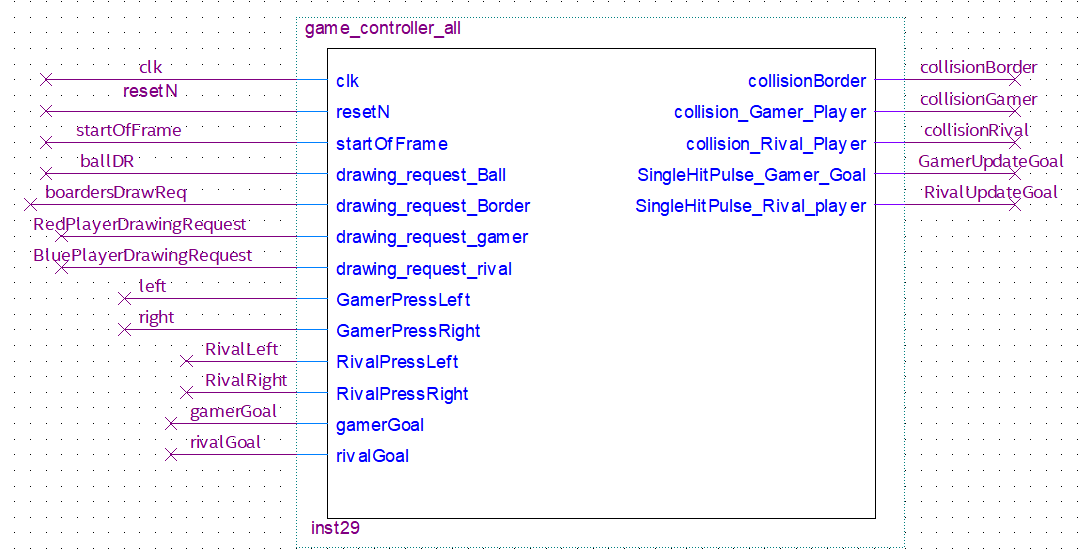 game_controller_all
clk clk collisionBorder collisionBorder
resetN resetN collision_Gamer_Player collisionGamer
startOfFrame startOfFrame collision_Rival_Player collisionRival
ballDR drawing_request_Ball SingleHitPulse_Gamer_Goal GamerUpdateGoal
boardersDrawReq drawing_request_Border SingleHitPulse_Rival_player RivalUpdateGoal
RedPlayerDrawingRequest drawing_request_gamer
BluePlayerDrawingRequest drawing_request_rival
left GamerPressLeft
right GamerPressRight
RivalLeft RivalPressLeft
RivalRight RivalPressRight
gamerGoal gamerGoal
rivalGoal rivalGoal
inst29